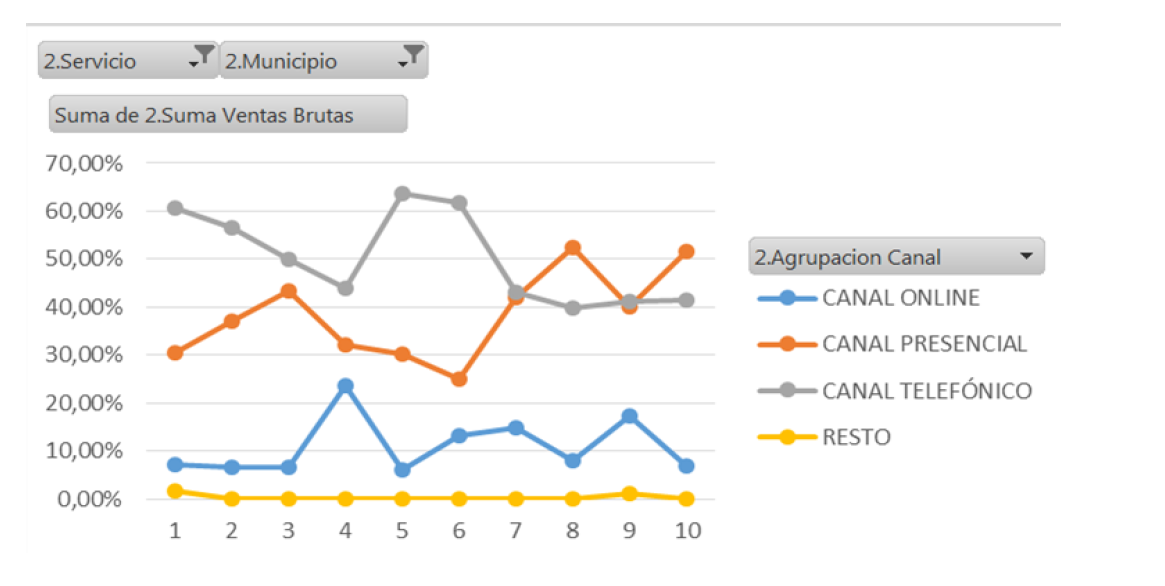 2.Servicio 2.Municipio
Suma de 2.Suma Ventas Brutas
70,00%
60,00%
50,00%
40,00%
30,00%
20,00%
10,00%
0,00%
1 2 3 4 5 6 7 8 9 10
2.Agrupacion Canal
CANAL ONLINE
CANAL PRESENCIAL
CANAL TELEFÓNICO
RESTO